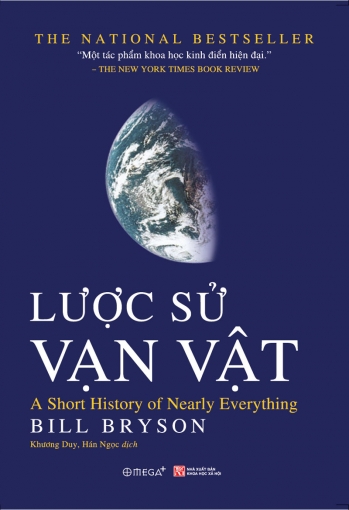 THE NATIONAL BESTSELLER
“Một tác phẩm khoa học kinh điển hiện đại.”
– THE NEW YORK TIMES BOOK REVIEW
LƯỢC SỬ
VẠN VẬT
A Short History of Nearly Everything
BILL BRYSON
Khương Duy, Hán Ngọc dịch
OMEGA+
NHÀ XUẤT BẢN
KHOA HỌC XÃ HỘI